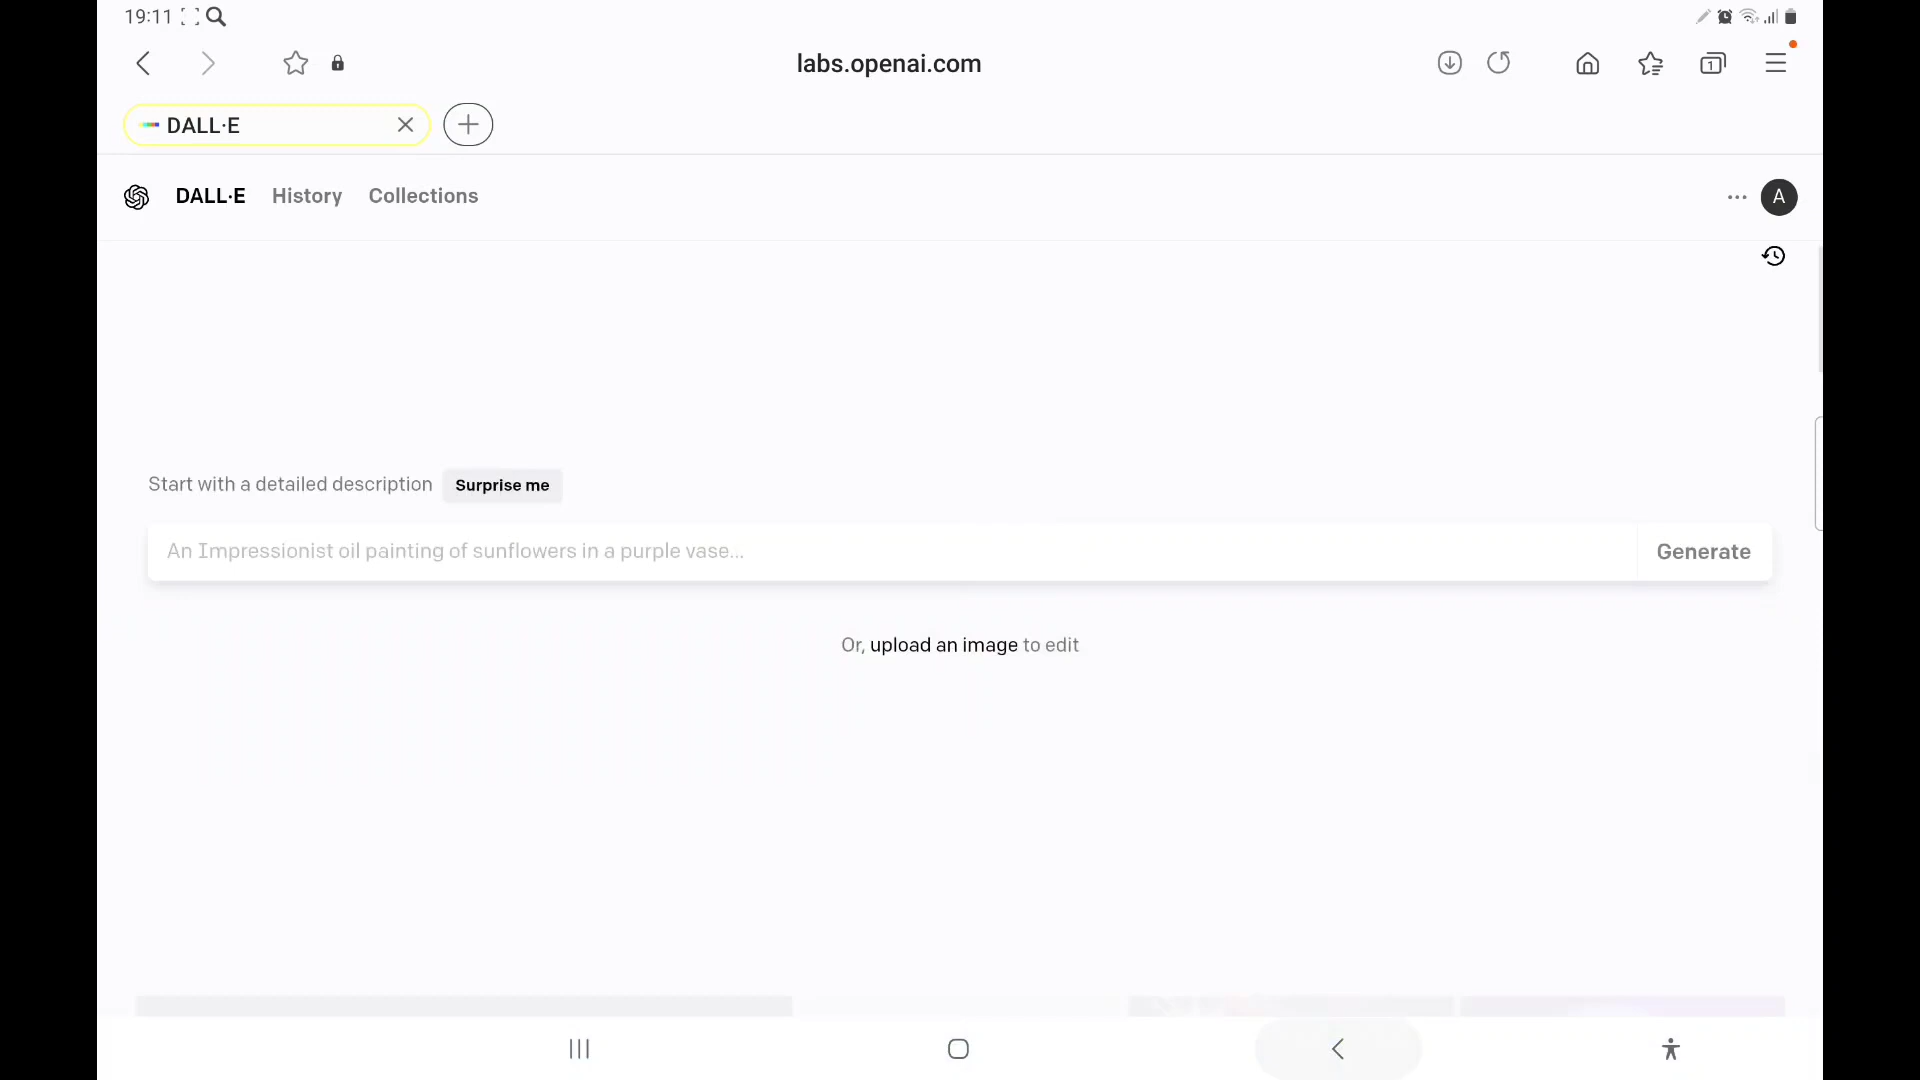 19:11
labs.openai.com
1
DALL·E
DALL·E History Collections
A
Start with a detailed description Surprise me
An Impressionist oil painting of sunflowers in a purple vase...
Generate
Or, upload an image to edit